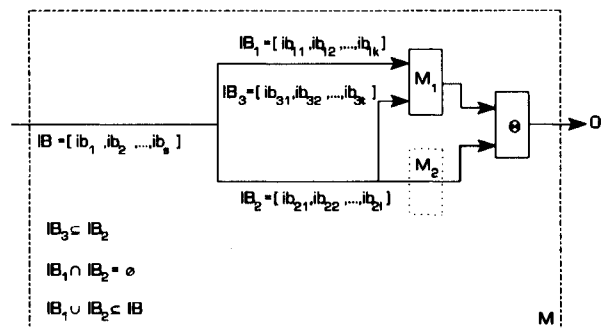 IB₁=[ib₁₁,ib₁₂,...,ib₁ₖ]
M₁
IB₃=[ib₃₁,ib₃₂,...,ib₃ₜ]
Θ
O
IB=[ib₁,ib₂,...,ibₛ]
M₂
IB₂=[ib₂₁,ib₂₂,...,ib₂ₗ]
IB₃⊆IB₂
IB₁∩IB₂=ø
IB₁∪IB₂⊆IB
M